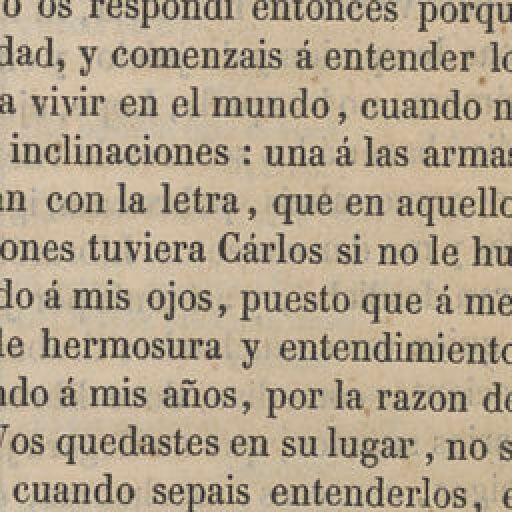 o os respondí entonces porqu
dad, y comenzais á entender lo
a vivir en el mundo, cuando n
inclinaciones : una á las armas
an con la letra, que en aquello
ones tuviera Cárlos si no le hu
do á mis ojos, puesto que á me
de hermosura y entendimiento
ndo á mis años, por la razon de
Vos quedastes en su lugar, no s
cuando sepais entenderlos, e